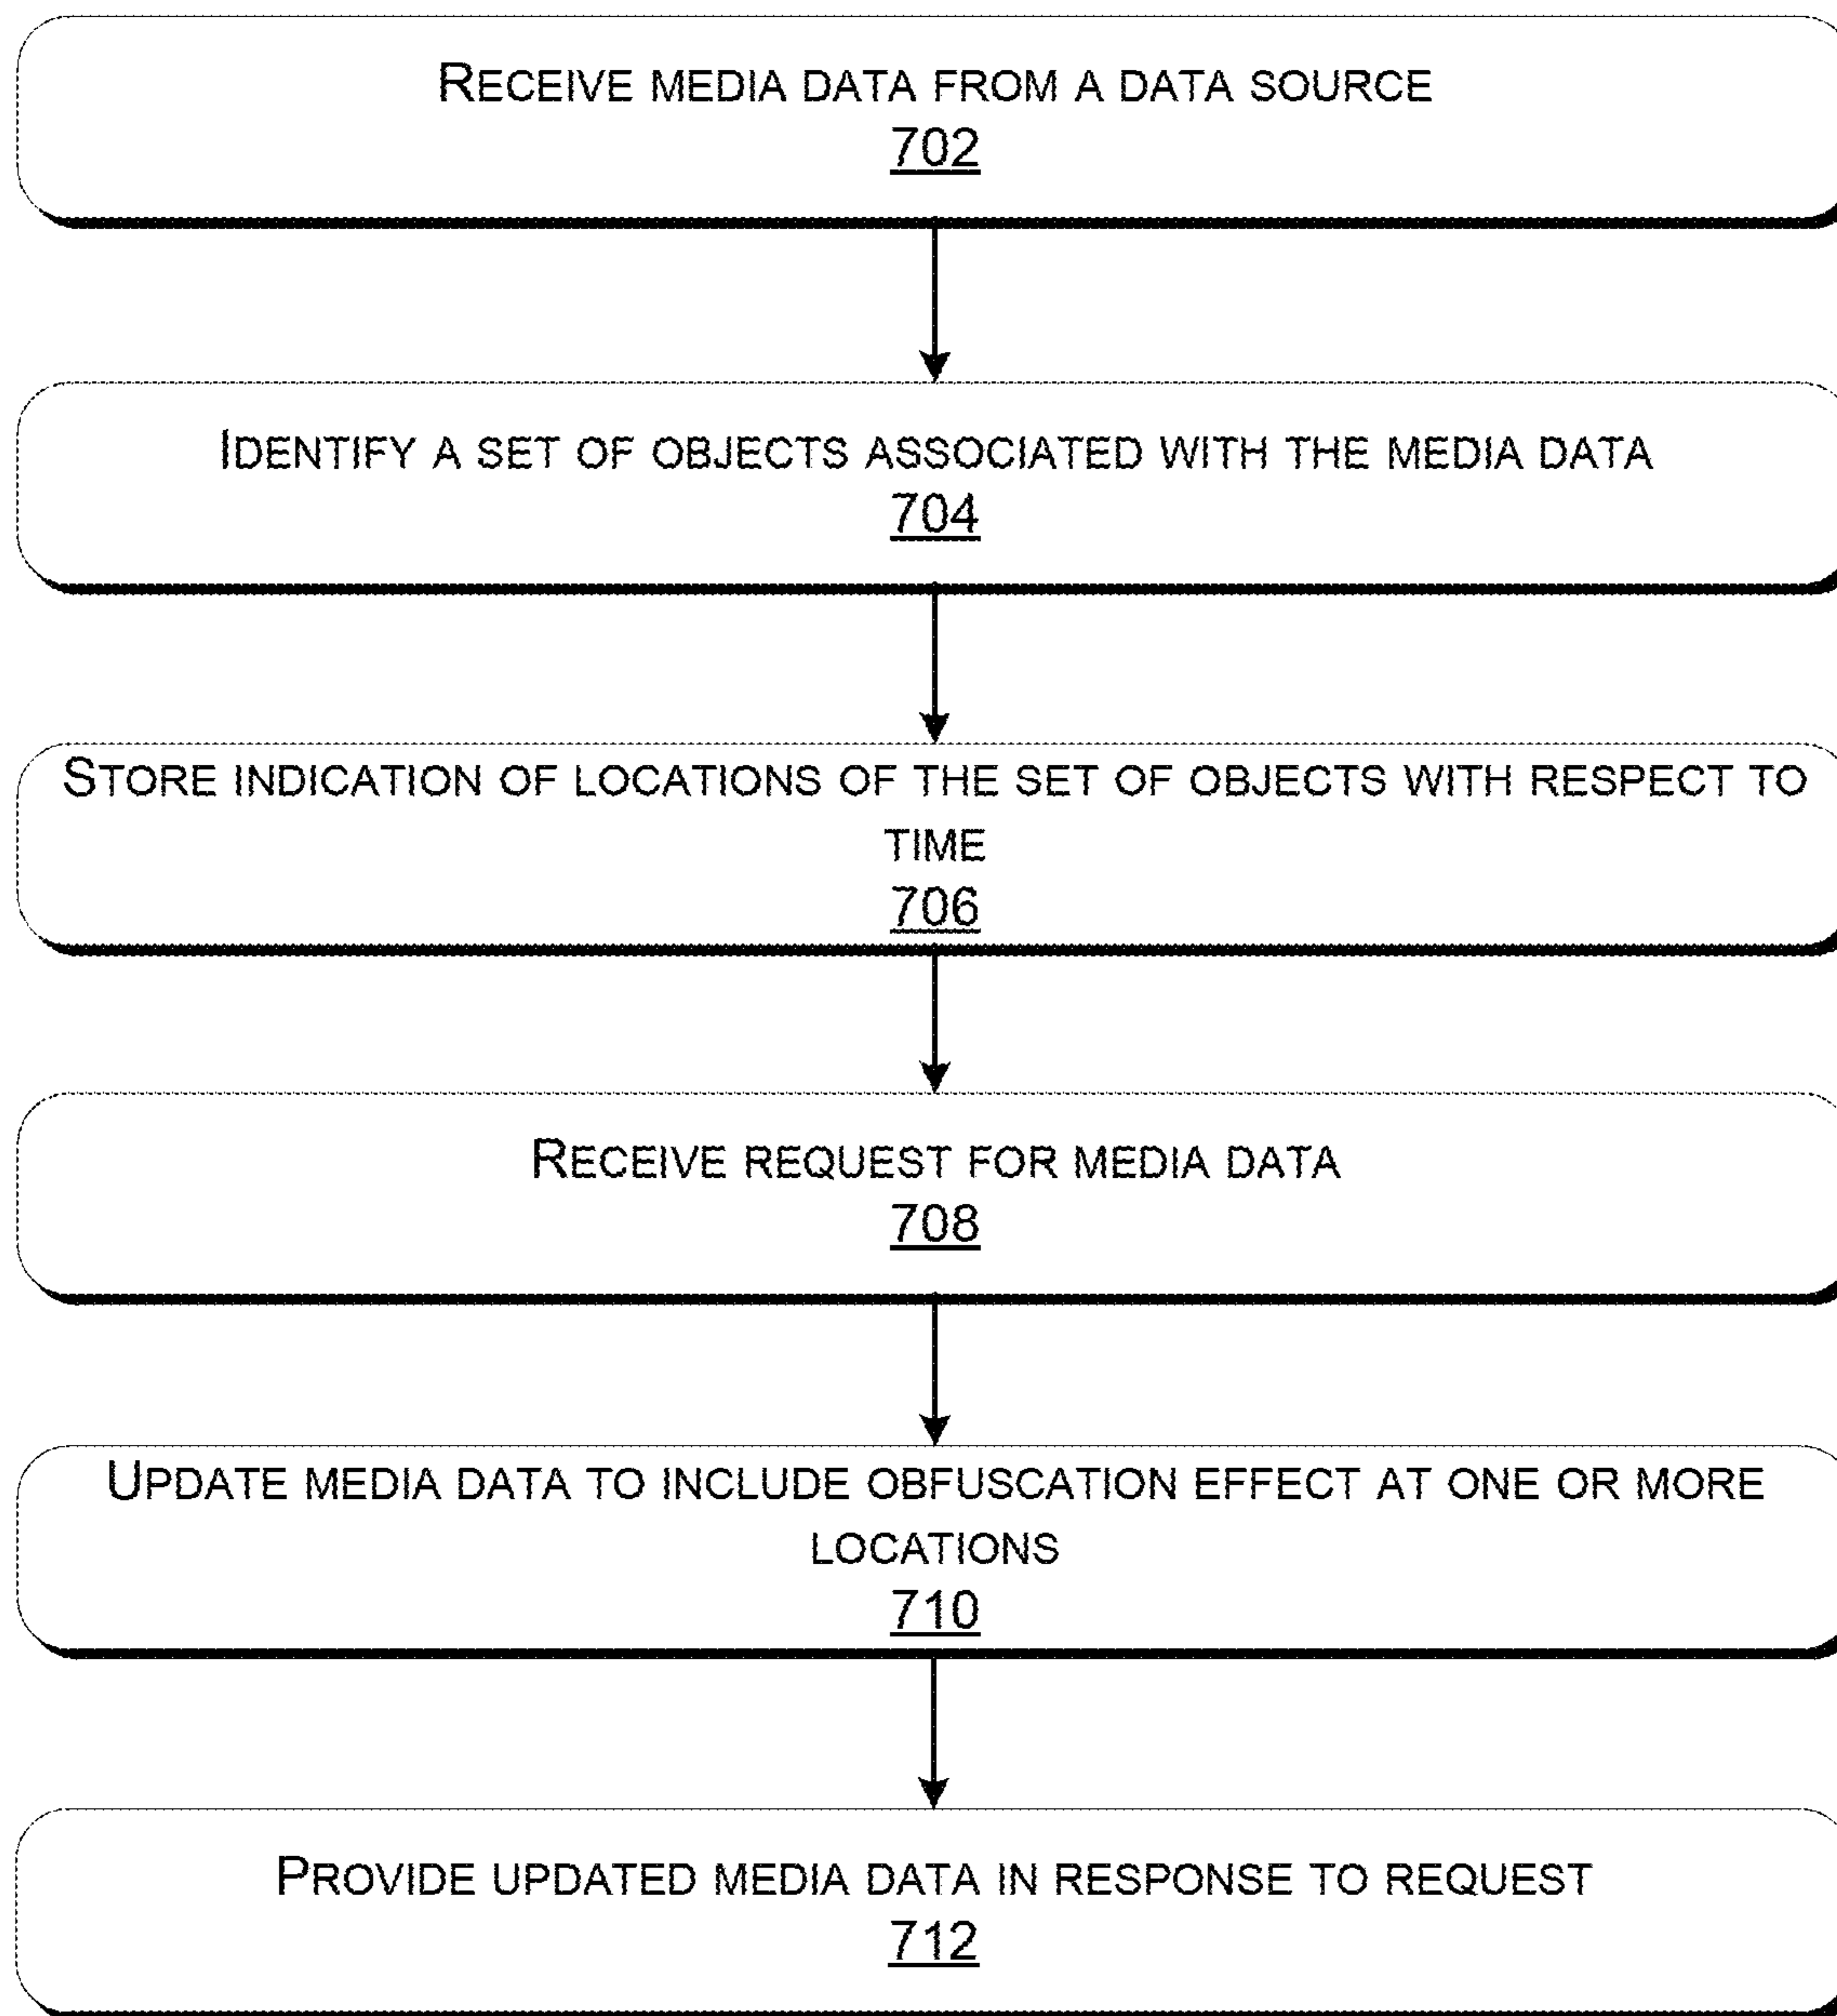 RECEIVE MEDIA DATA FROM A DATA SOURCE
702
IDENTIFY A SET OF OBJECTS ASSOCIATED WITH THE MEDIA DATA
704
STORE INDICATION OF LOCATIONS OF THE SET OF OBJECTS WITH RESPECT TO
TIME
706
RECEIVE REQUEST FOR MEDIA DATA
708
UPDATE MEDIA DATA TO INCLUDE OBFUSCATION EFFECT AT ONE OR MORE
LOCATIONS
710
PROVIDE UPDATED MEDIA DATA IN RESPONSE TO REQUEST
712